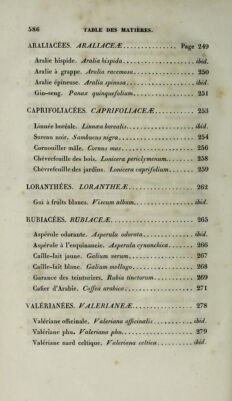 586 TABLE DES MATIÈRES.
ARALIACÉES. ARALIACEÆ............... Page 249
Aralie hispide. Aralia hispida..................... ibid.
Aralie à grappe. Aralia racemosa.................. 250
Aralie épineuse. Aralia spinosa.................... ibid.
Gin-seng. Panax quinquefolium................... 251
CAPRIFOLIACÉES. CAPRIFOLIACEÆ.......... 253
Linnée boréale. Linnæa borealis................... ibid.
Sureau noir. Sambucus nigra..................... 254
Cornouiller mâle. Cornus mas.................... 256
Chèvrefeuille des bois. Lonicera periclymenum...... 258
Chèvrefeuille des jardins. Lonicera caprifolium...... 259
LORANTHÉES. LORANTHEÆ................. 262
Gui à fruits blancs. Viscum album................. ibid.
RUBIACÉES. RUBIACEÆ....................... 265
Aspérule odorante. Asperula odorata.............. ibid.
Aspérule à l'esquinancie. Asperula cynanchica....... 266
Caille-lait jaune. Galium verum.................. 267
Caille-lait blanc. Galium mollugo................. 268
Garance des teinturiers. Rubia tinctorum........... 269
Cafier d'Arabie. Coffea arabica.................... 271
VALÉRIANÉES. VALERIANEÆ................ 278
Valériane officinale. Valeriana officinalis........... ibid.
Valériane phu. Valeriana phu..................... 279
Valériane nard celtique. Valeriana celtica.......... ibid.